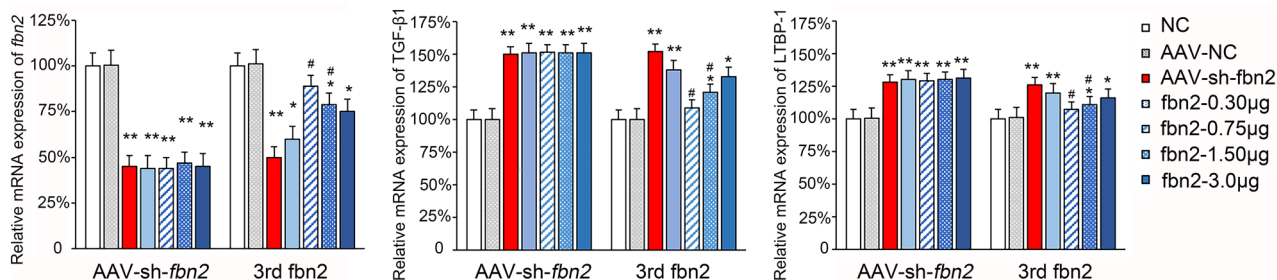 Relative mRNA expression of fbn2
125%
100%
75%
50%
25%
0
** ** ** ** **
** * # # * *
AAV-sh-fbn2 3rd fbn2
Relative mRNA expression of TGF-β1
175%
150%
125%
100%
75%
50%
25%
0
** ** ** ** **
** ** # # * *
AAV-sh-fbn2 3rd fbn2
Relative mRNA expression of LTBP-1
175%
150%
125%
100%
75%
50%
25%
0
** ** ** ** **
** ** # # * *
AAV-sh-fbn2 3rd fbn2
NC
AAV-NC
AAV-sh-fbn2
fbn2-0.30μg
fbn2-0.75μg
fbn2-1.50μg
fbn2-3.0μg